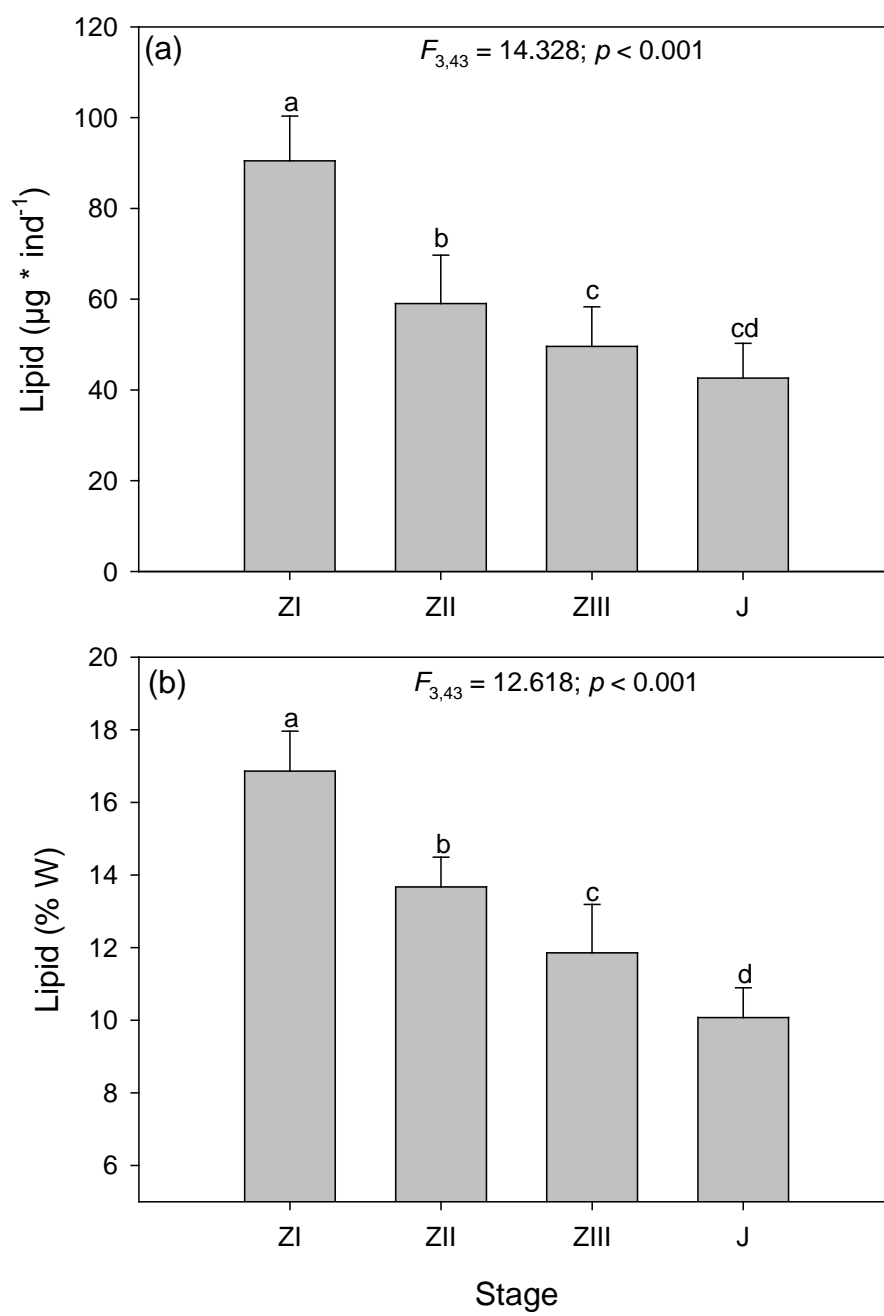 (a)
F3,43 = 14.328; p < 0.001
Lipid (µg * ind-1)
120
100
80
60
40
20
0
a
b
c
cd
ZI ZII ZIII J
(b)
F3,43 = 12.618; p < 0.001
Lipid (% W)
20
18
16
14
12
10
8
6
a
b
c
d
ZI ZII ZIII J
Stage